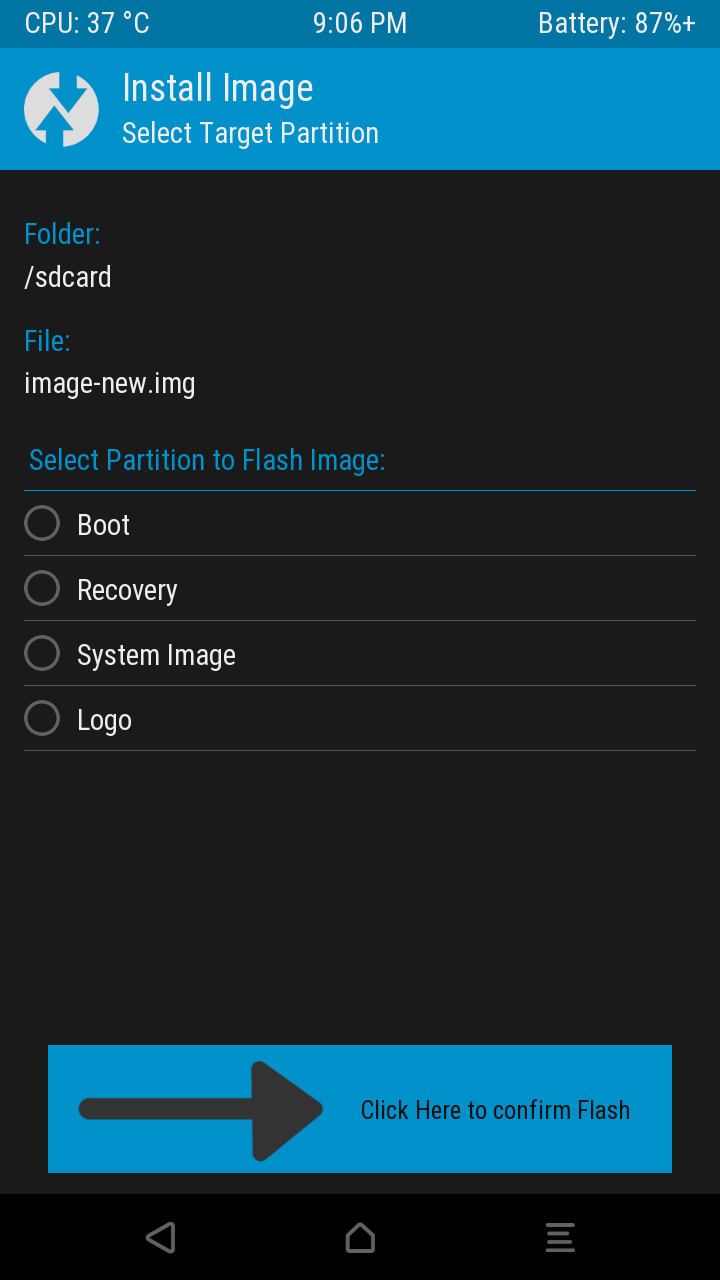 CPU: 37 °C 9:06 PM Battery: 87%+
Install Image
Select Target Partition
Folder:
/sdcard
File:
image-new.img
Select Partition to Flash Image:
Boot
Recovery
System Image
Logo
Click Here to confirm Flash